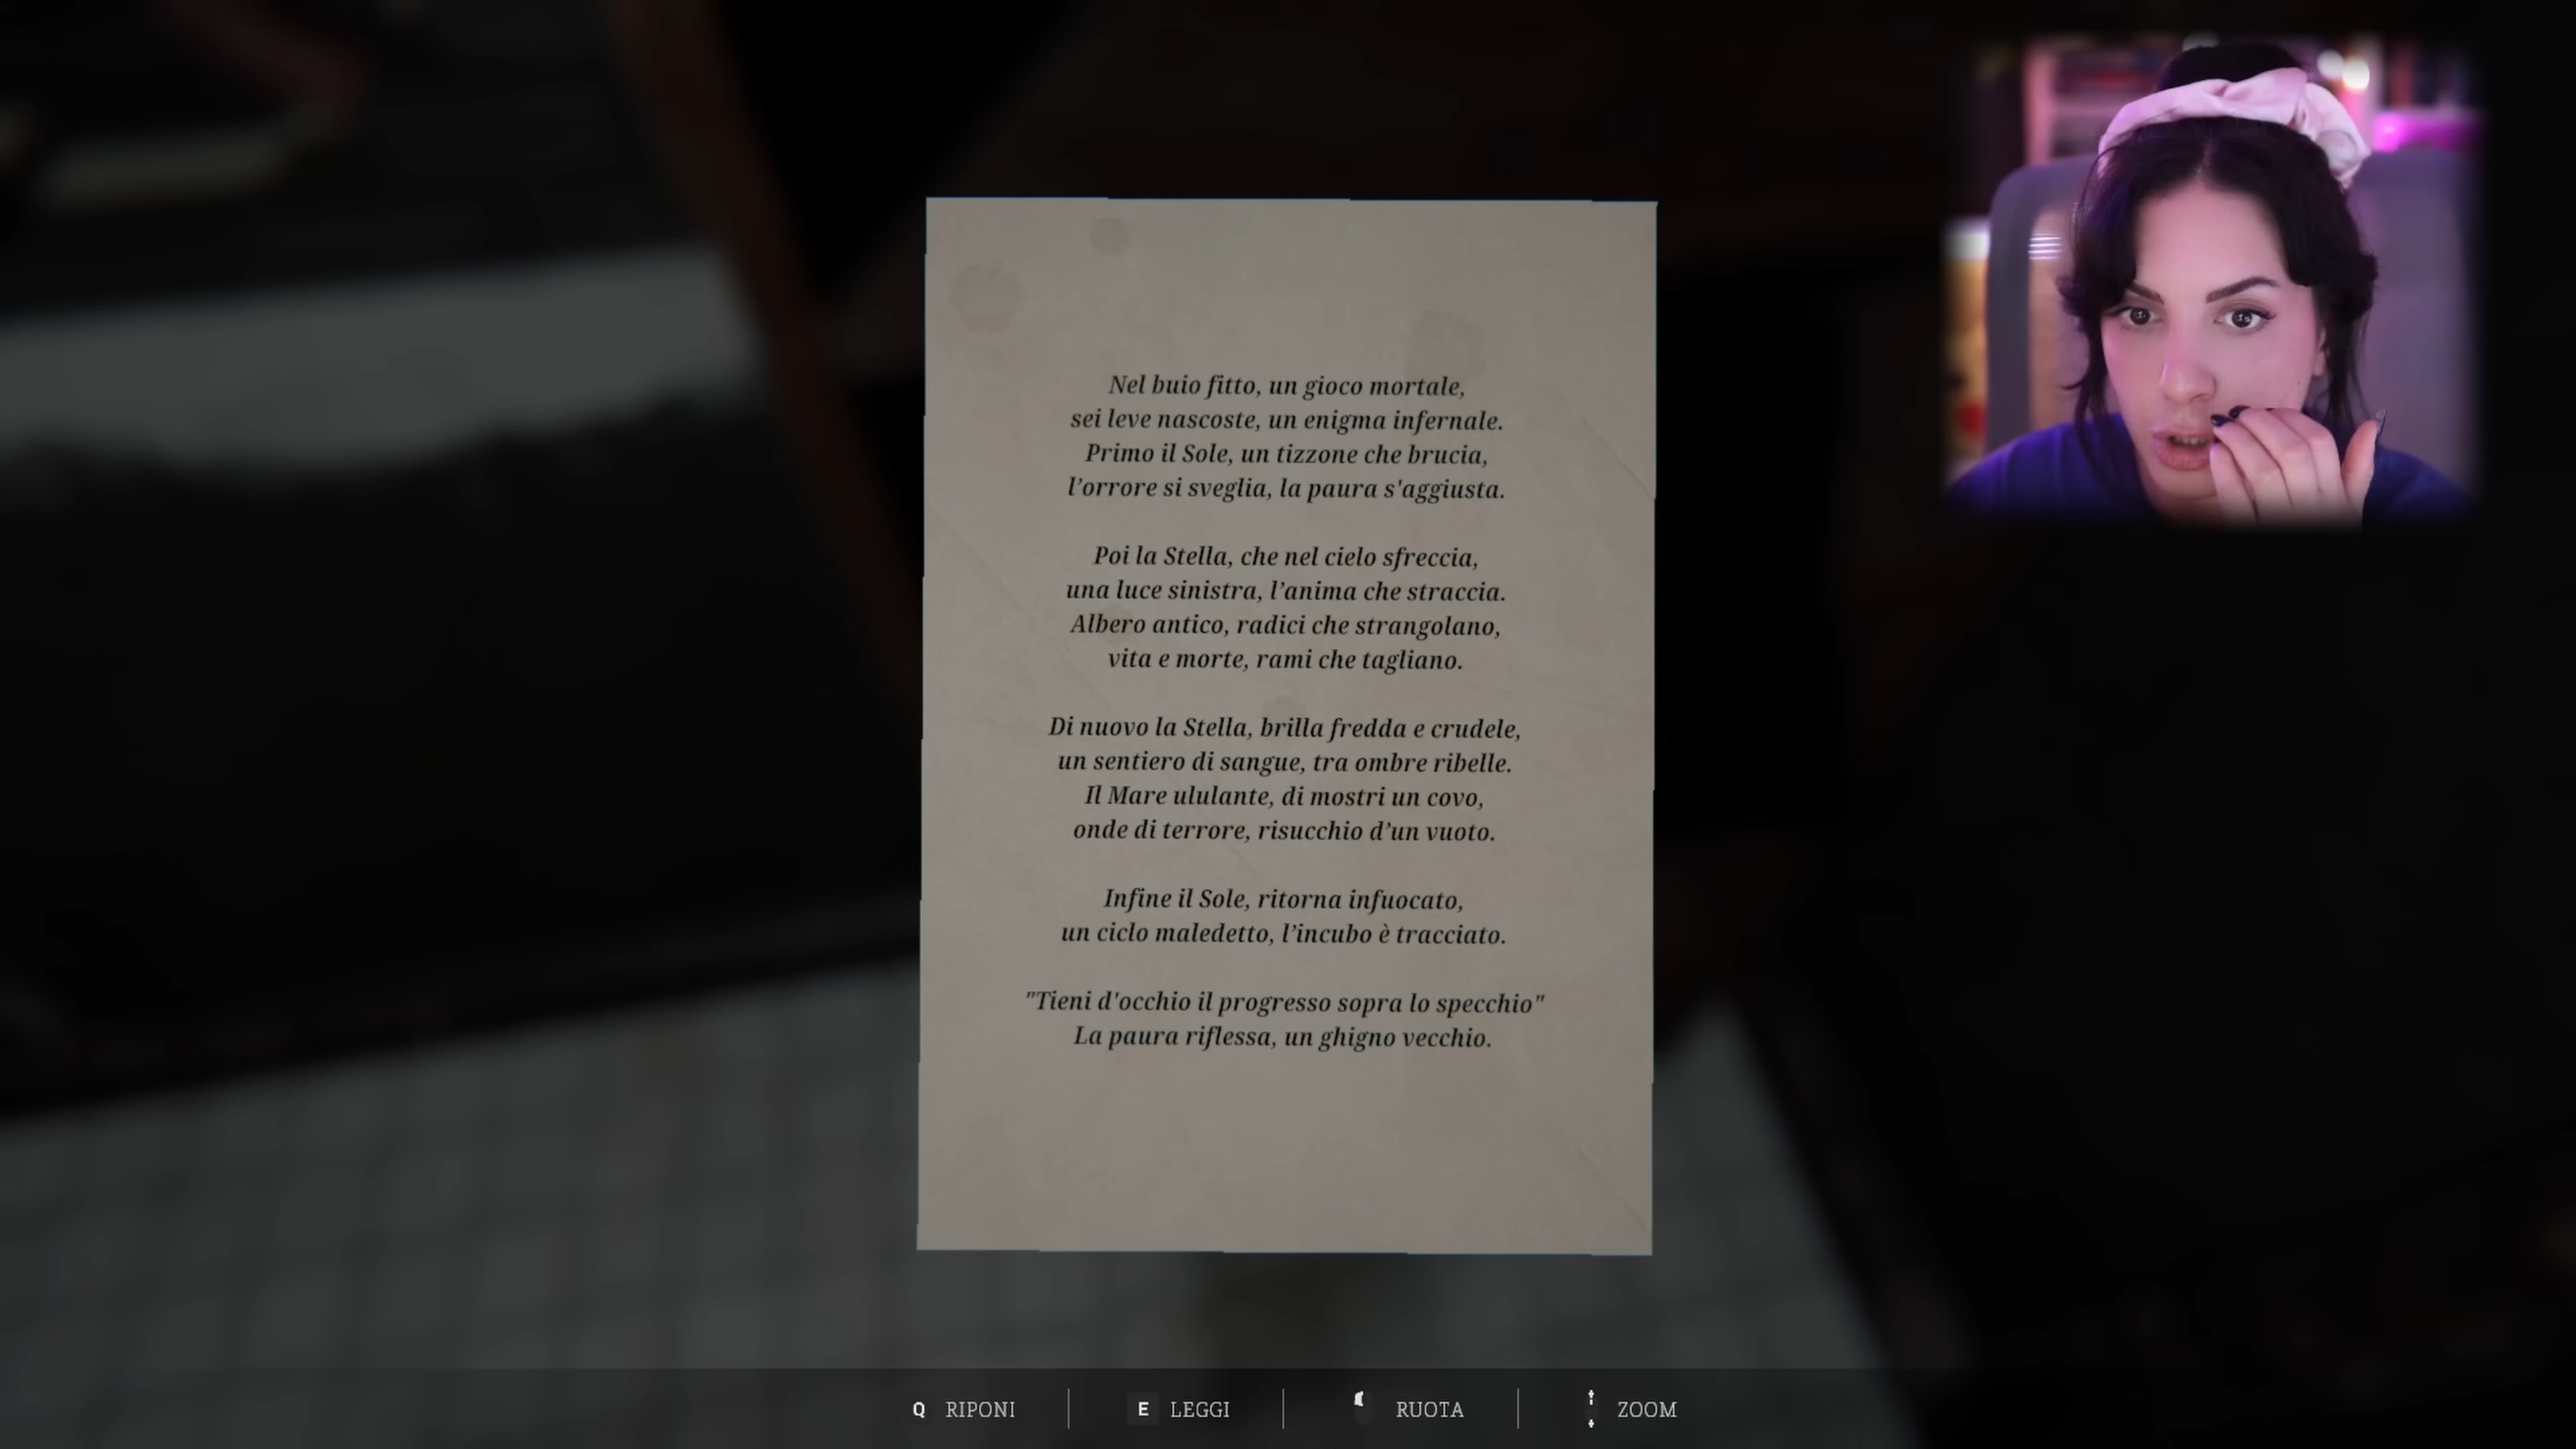 Nel buio fitto, un gioco mortale,
sei leve nascoste, un enigma infernale.
Primo il Sole, un tizzone che brucia,
l’orrore si sveglia, la paura s'aggiusta.
Poi la Stella, che nel cielo sfreccia,
una luce sinistra, l’anima che straccia.
Albero antico, radici che strangolano,
vita e morte, rami che tagliano.
Di nuovo la Stella, brilla fredda e crudele,
un sentiero di sangue, tra ombre ribelle.
Il Mare ululante, di mostri un covo,
onde di terrore, risucchio d’un vuoto.
Infine il Sole, ritorna infuocato,
un ciclo maledetto, l’incubo è tracciato.
"Tieni d'occhio il progresso sopra lo specchio"
La paura riflessa, un ghigno vecchio.
Q RIPONI E LEGGI RUOTA ZOOM